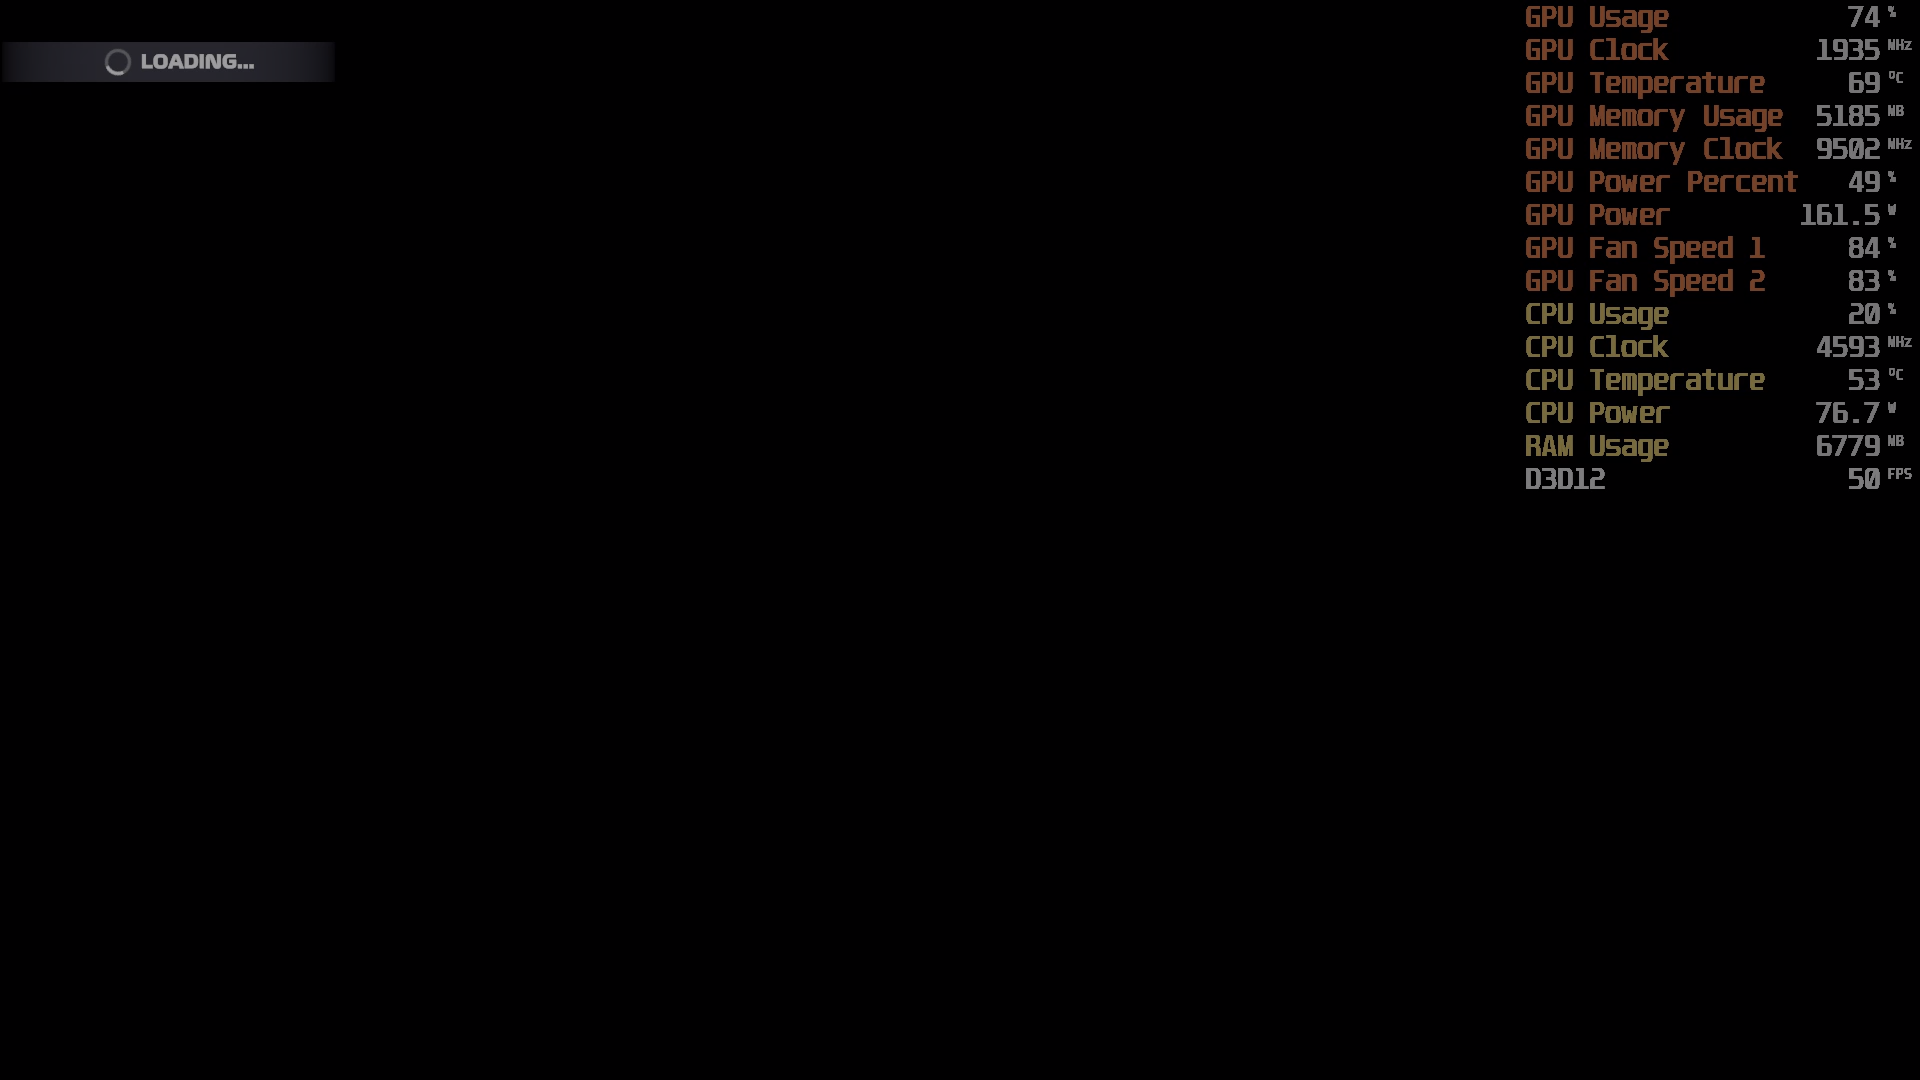 LOADING...
GPU Usage 74 %
GPU Clock 1935 MHz
GPU Temperature 69 °C
GPU Memory Usage 5185 MB
GPU Memory Clock 9502 MHz
GPU Power Percent 49 %
GPU Power 161.5 W
GPU Fan Speed 1 84 %
GPU Fan Speed 2 83 %
CPU Usage 20 %
CPU Clock 4593 MHz
CPU Temperature 53 °C
CPU Power 76.7 W
RAM Usage 6779 MB
D3D12 50 FPS